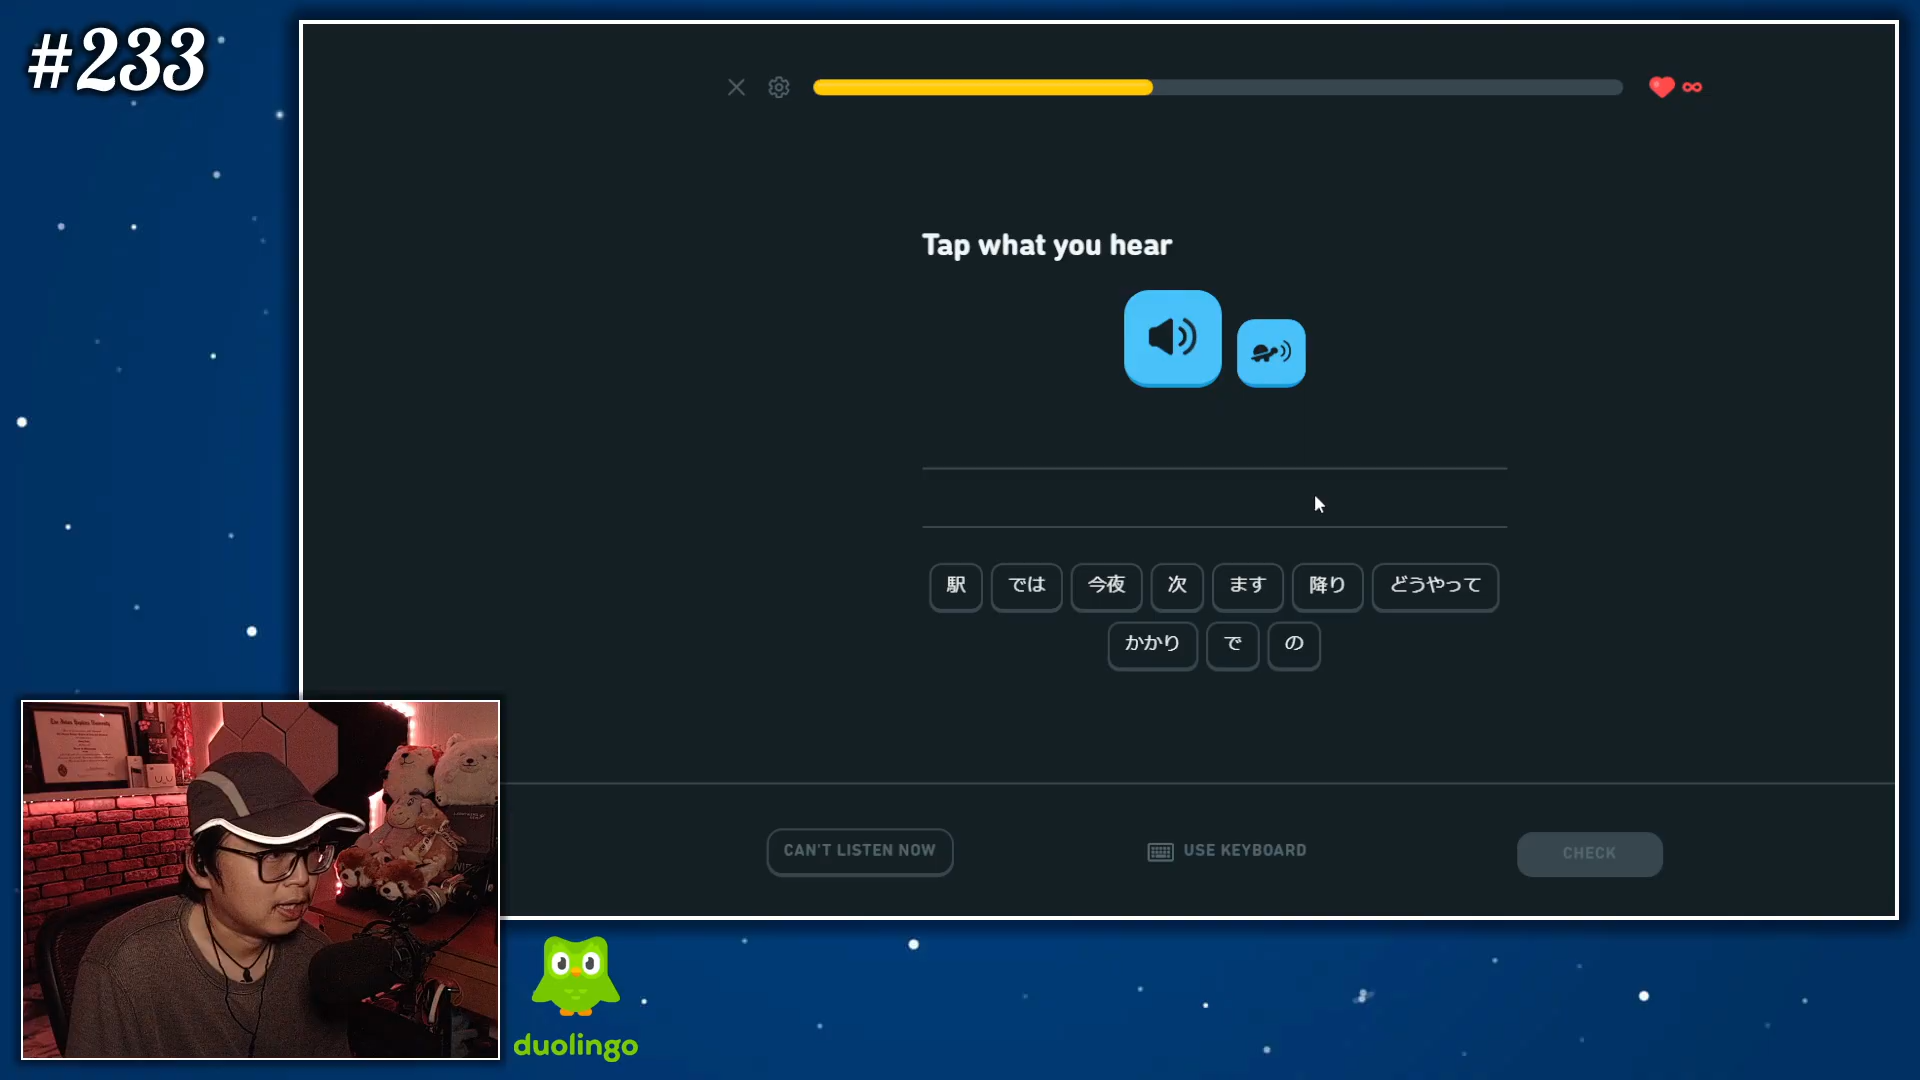 #233
∞
Tap what you hear
駅 では 今夜 次 ます 降り どうやって
かかり で の
CAN'T LISTEN NOW
USE KEYBOARD
CHECK
duolingo